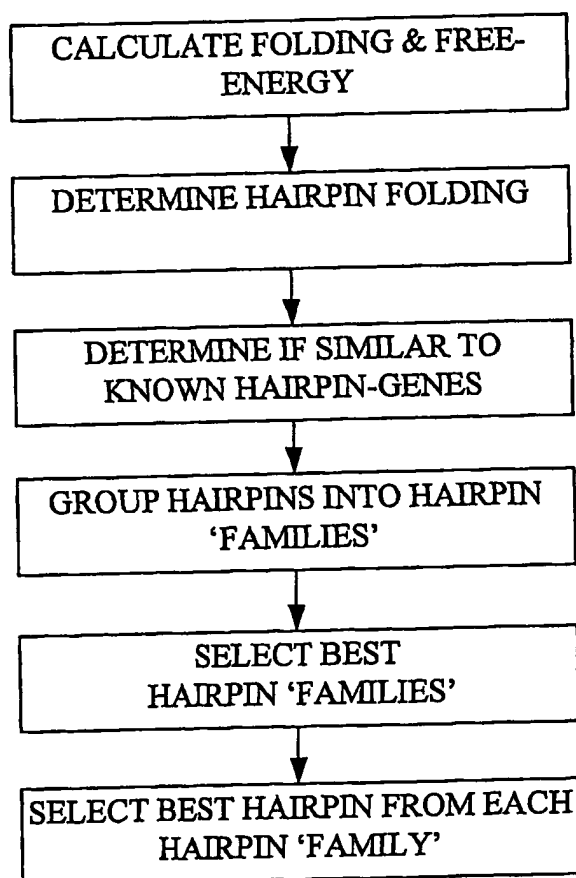 CALCULATE FOLDING & FREE-
ENERGY
DETERMINE HAIRPIN FOLDING
DETERMINE IF SIMILAR TO
KNOWN HAIRPIN-GENES
GROUP HAIRPINS INTO HAIRPIN
‘FAMILIES’
SELECT BEST
HAIRPIN ‘FAMILIES’
SELECT BEST HAIRPIN FROM EACH
HAIRPIN ‘FAMILY’